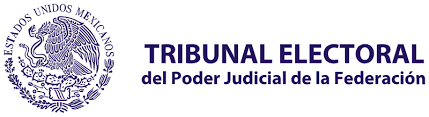 ESTADOS UNIDOS MEXICANOS
TRIBUNAL ELECTORAL
del Poder Judicial de la Federación